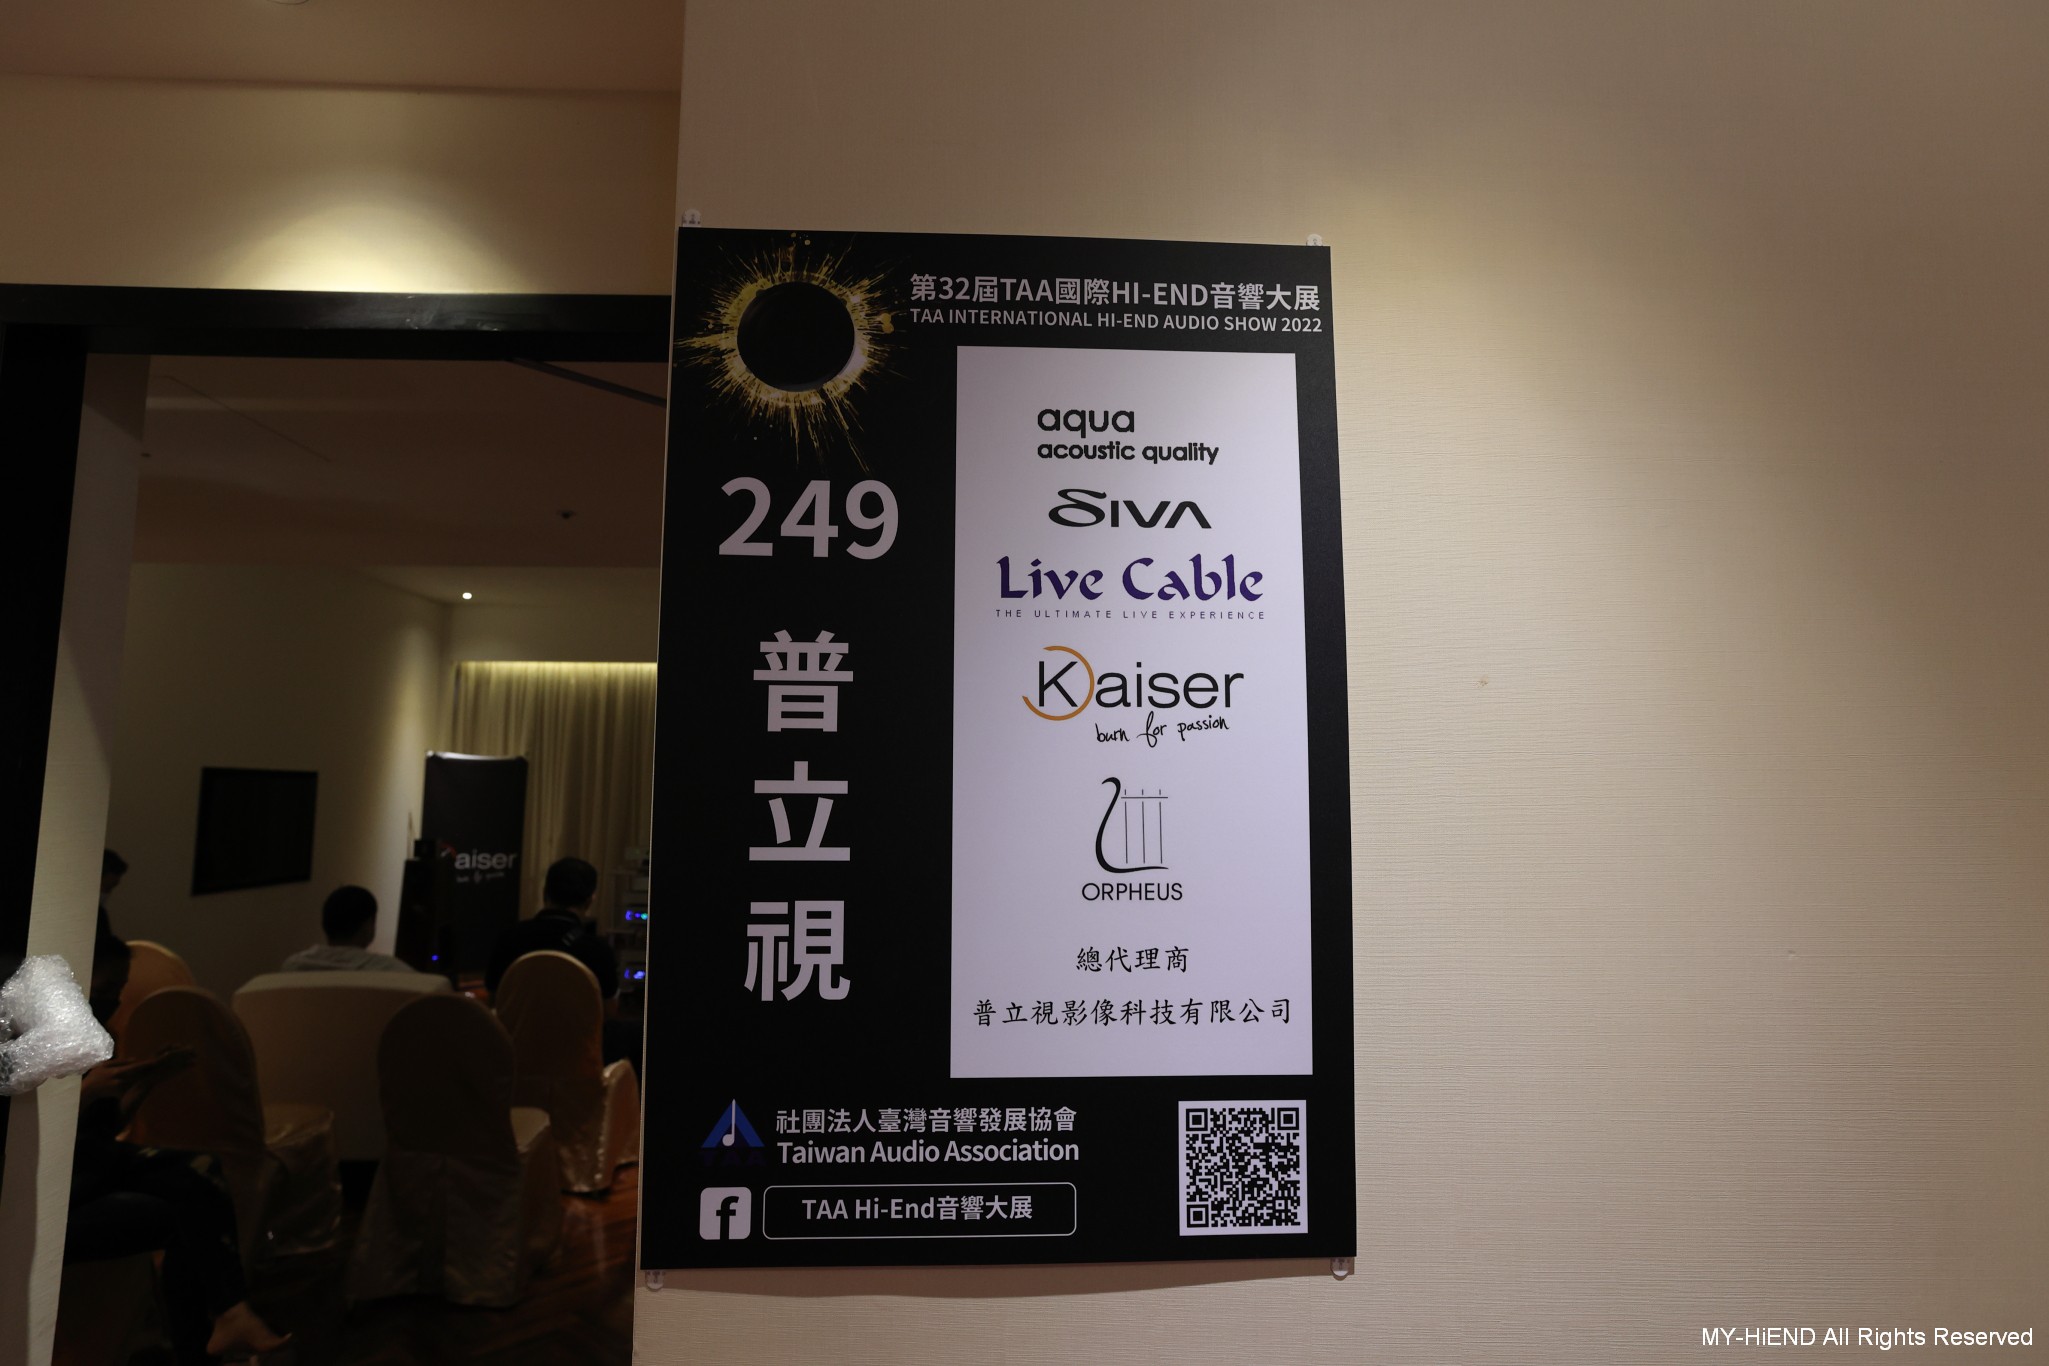 第32屆TAA國際HI-END音響大展
TAA INTERNATIONAL HI-END AUDIO SHOW 2022
249
普立視
aqua
acoustic quality
SIVA
Live Cable
THE ULTIMATE LIVE EXPERIENCE
Kaiser
burn for passion
ORPHEUS
總代理商
普立視影像科技有限公司
社團法人臺灣音響發展協會
Taiwan Audio Association
TAA
f
TAA Hi-End音響大展
aiser
MY-HiEND All Rights Reserved